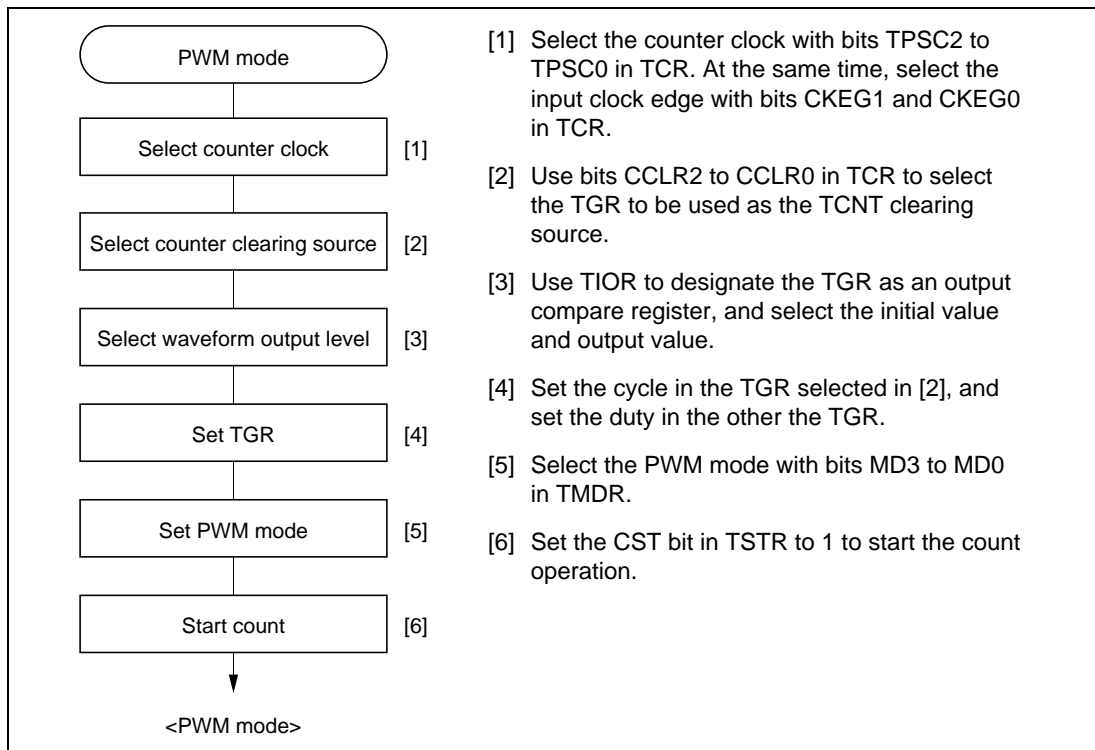 PWM mode
Select counter clock [1]
Select counter clearing source [2]
Select waveform output level [3]
Set TGR [4]
Set PWM mode [5]
Start count [6]
<PWM mode>
[1] Select the counter clock with bits TPSC2 to
TPSC0 in TCR. At the same time, select the
input clock edge with bits CKEG1 and CKEG0
in TCR.
[2] Use bits CCLR2 to CCLR0 in TCR to select
the TGR to be used as the TCNT clearing
source.
[3] Use TIOR to designate the TGR as an output
compare register, and select the initial value
and output value.
[4] Set the cycle in the TGR selected in [2], and
set the duty in the other the TGR.
[5] Select the PWM mode with bits MD3 to MD0
in TMDR.
[6] Set the CST bit in TSTR to 1 to start the count
operation.